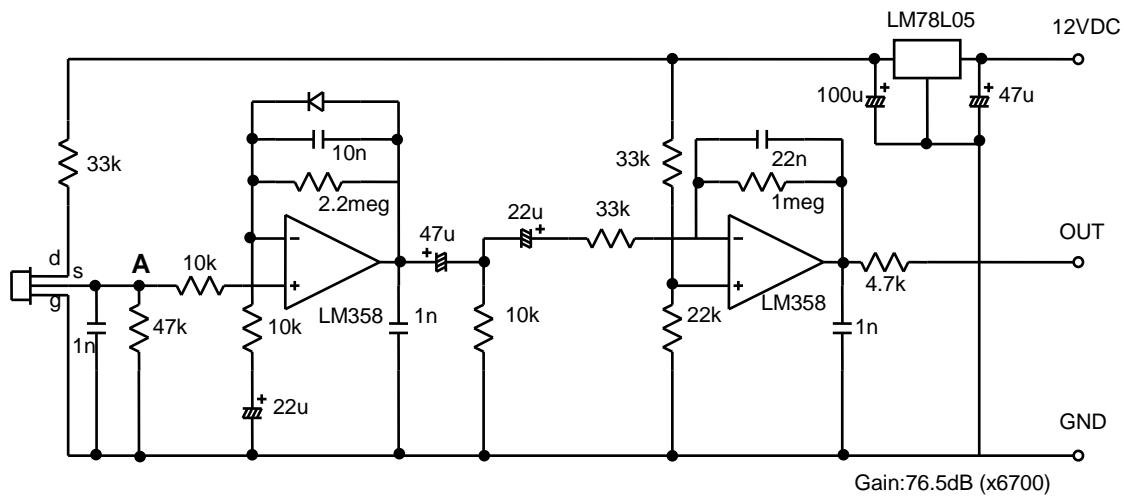 LM78L05
12VDC
100u
+
+
47u
33k
10n
2.2meg
33k
22n
1meg
d
s
g
A
10k
47u
+
22u
+
33k
−
+
LM358
−
+
LM358
OUT
4.7k
1n
47k
10k
1n
10k
22k
1n
+
22u
GND
Gain:76.5dB (x6700)